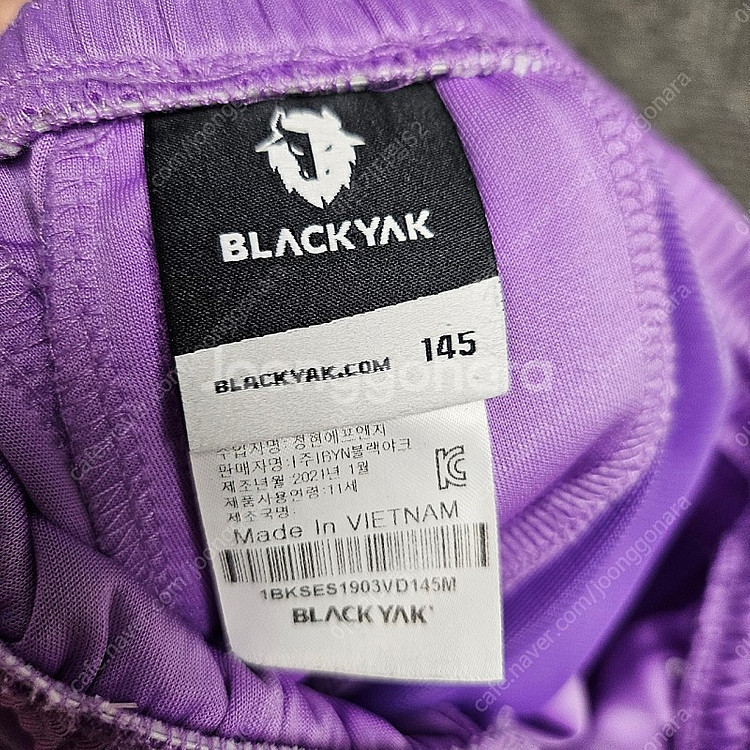 BLACKYAK
BLACKYAK.COM 145
joonggonara
수입자명: 정현에프앤지
판매자명: (주)BYN블랙야크
제조년월 2021년 1월
제품사용연령: 11세
제조국명:
Made In VIETNAM
1BKSES1903VD145M
BLACK YAK